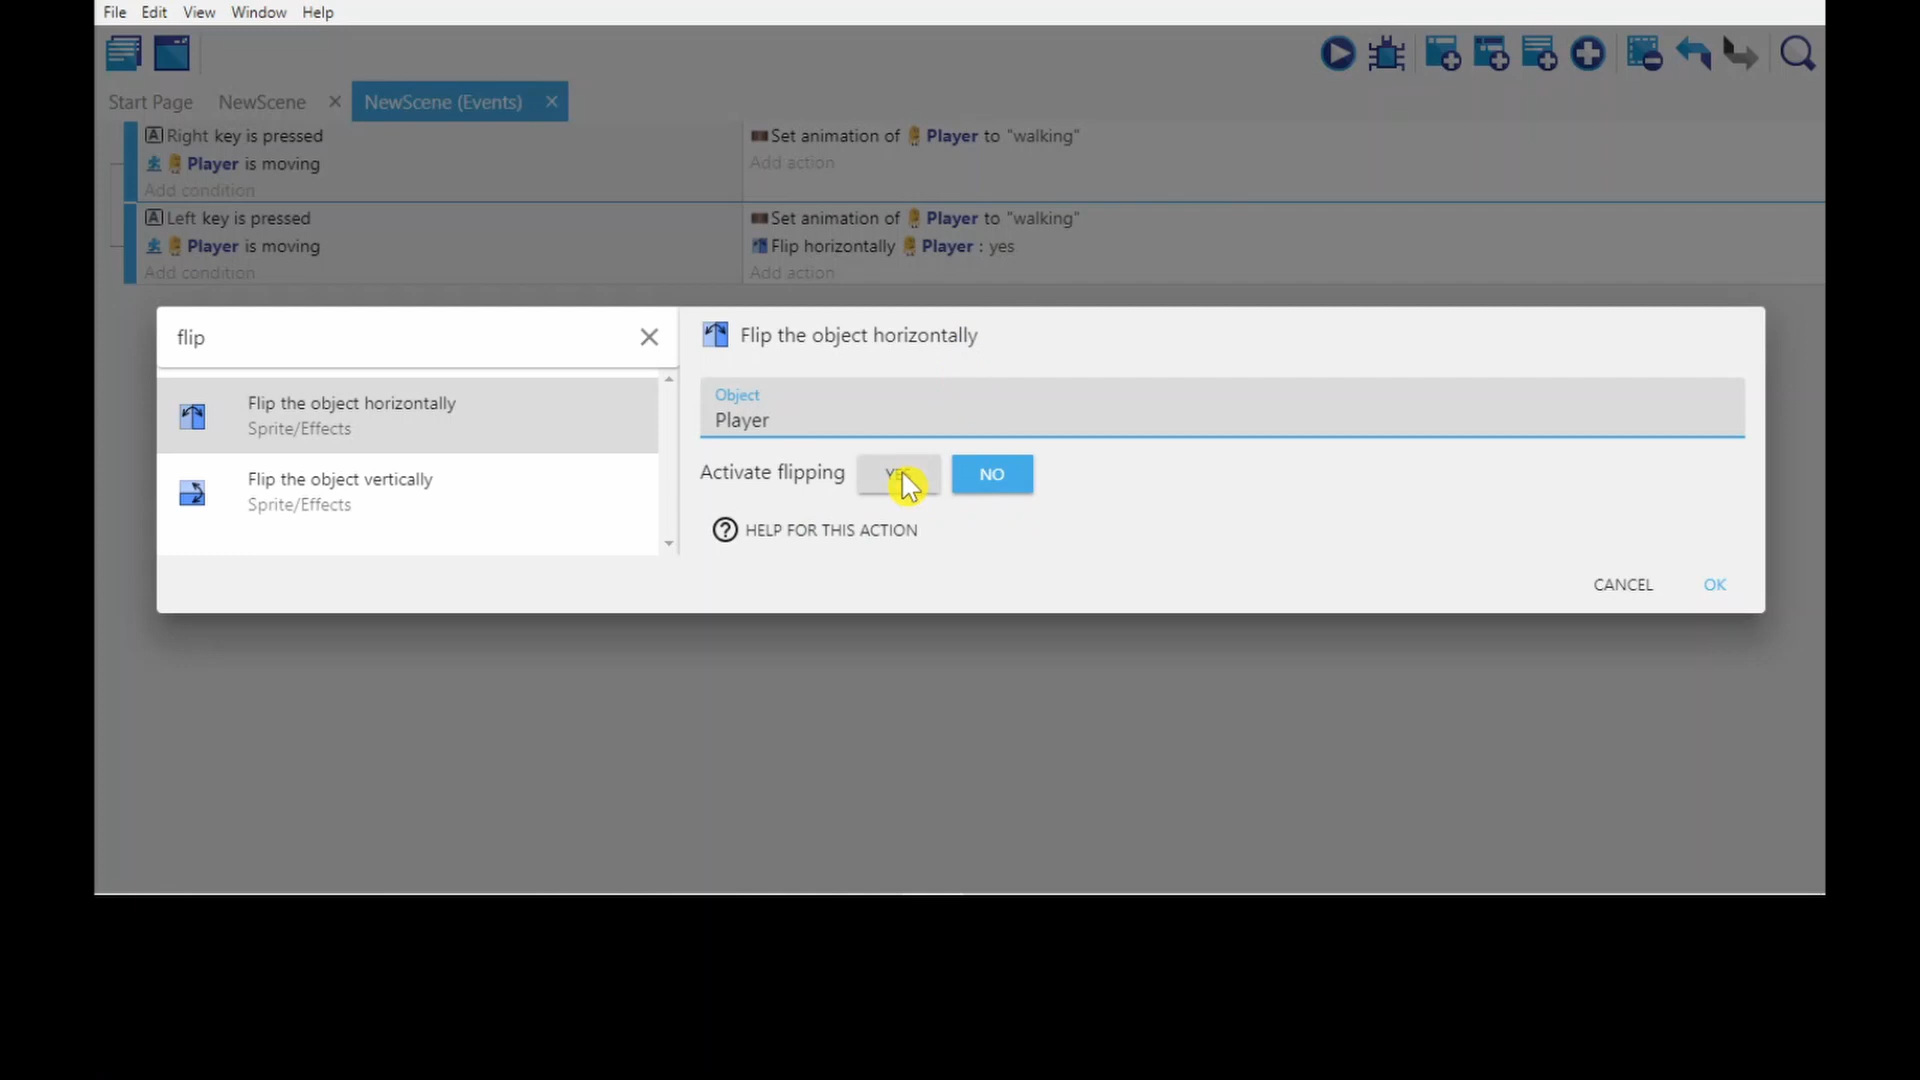 File Edit View Window Help
Start Page NewScene NewScene (Events)
Right key is pressed
Player is moving
Add condition
Set animation of Player to "walking"
Add action
Left key is pressed
Player is moving
Add condition
Set animation of Player to "walking"
Flip horizontally Player : yes
Add action
flip
Flip the object horizontally
Sprite/Effects
Flip the object vertically
Sprite/Effects
Flip the object horizontally
Object
Player
Activate flipping NO
HELP FOR THIS ACTION
CANCEL OK